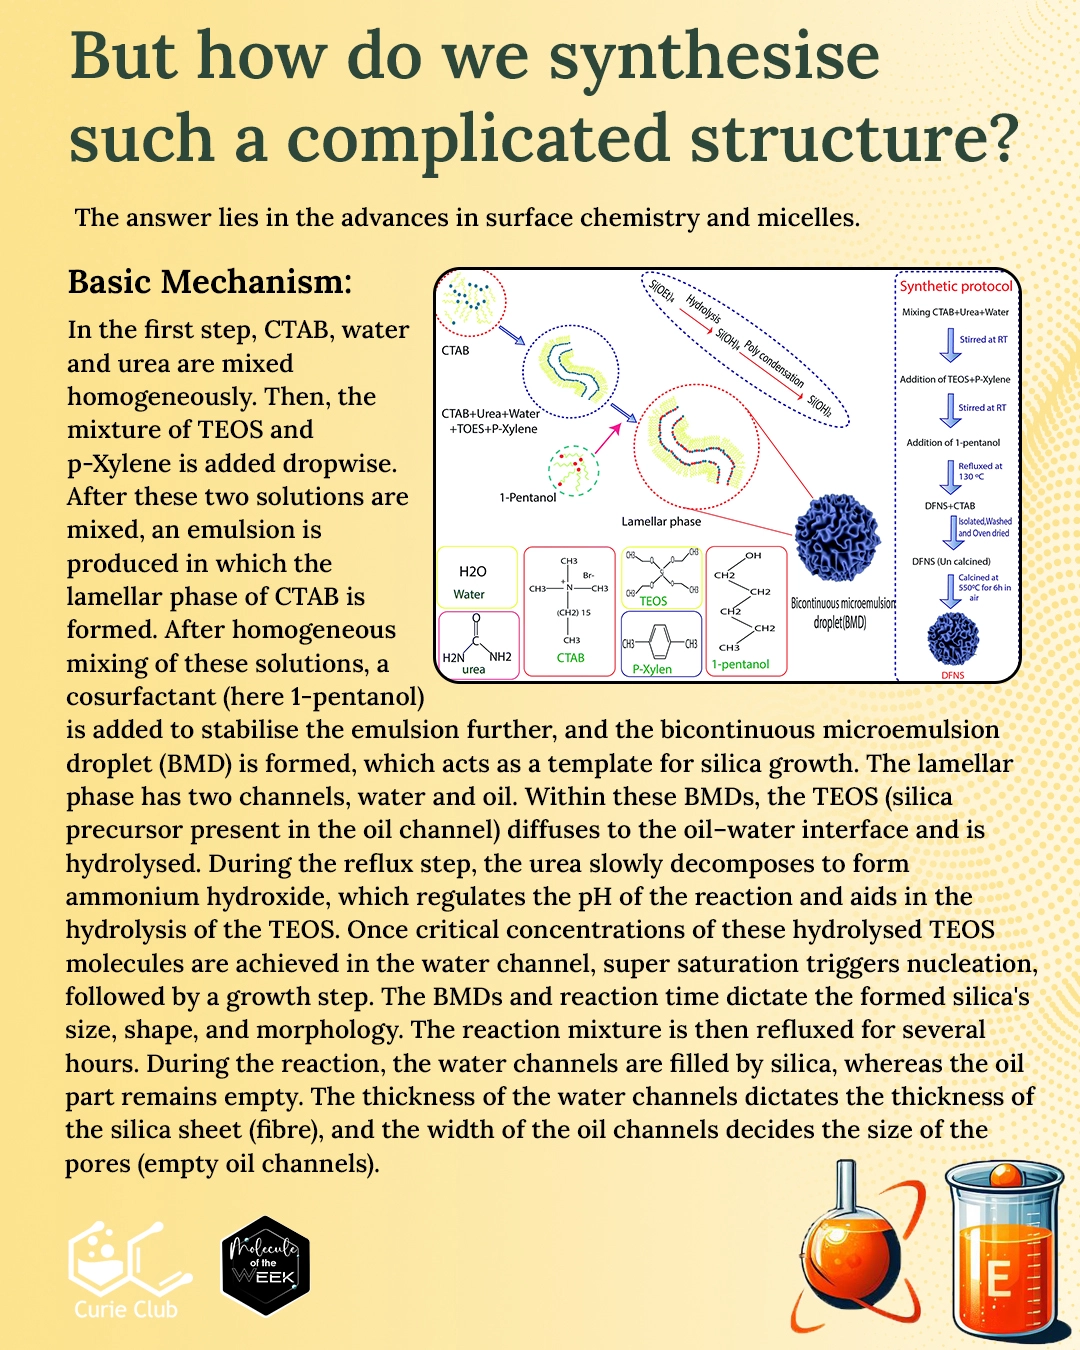 But how do we synthesise
such a complicated structure?
The answer lies in the advances in surface chemistry and micelles.
Basic Mechanism:
In the first step, CTAB, water
and urea are mixed
homogeneously. Then, the
mixture of TEOS and
p-Xylene is added dropwise.
After these two solutions are
mixed, an emulsion is
produced in which the
lamellar phase of CTAB is
formed. After homogeneous
mixing of these solutions, a
cosurfactant (here 1-pentanol)
is added to stabilise the emulsion further, and the bicontinuous microemulsion
droplet (BMD) is formed, which acts as a template for silica growth. The lamellar
phase has two channels, water and oil. Within these BMDs, the TEOS (silica
precursor present in the oil channel) diffuses to the oil–water interface and is
hydrolysed. During the reflux step, the urea slowly decomposes to form
ammonium hydroxide, which regulates the pH of the reaction and aids in the
hydrolysis of the TEOS. Once critical concentrations of these hydrolysed TEOS
molecules are achieved in the water channel, super saturation triggers nucleation,
followed by a growth step. The BMDs and reaction time dictate the formed silica's
size, shape, and morphology. The reaction mixture is then refluxed for several
hours. During the reaction, the water channels are filled by silica, whereas the oil
part remains empty. The thickness of the water channels dictates the thickness of
the silica sheet (fibre), and the width of the oil channels decides the size of the
pores (empty oil channels).
CTAB
CTAB+Urea+Water
+TOES+P-Xylene
1-Pentanol
Lamellar phase
Si(OEt)4
Hydrolysis
Si(OH)4
Poly condensation
Si(OH)
Bicontinuous microemulsion
droplet(BMD)
H2O
Water
O
C
H2N NH2
urea
CH3
Br-
+
CH3 N CH3
(CH2) 15
CH3
CTAB
CH3 CH3
O O
Si
O O
CH3 CH3
TEOS
CH3 CH3
P-Xylen
OH
CH2
CH2
CH2
CH2
CH3
1-pentanol
Synthetic protocol
Mixing CTAB+Urea+Water
Stirred at RT
Addition of TEOS+P-Xylene
Stirred at RT
Addition of 1-pentanol
Refluxed at
130 ºC
DFNS+CTAB
Isolated,Washed
and Oven dried
DFNS (Un calcined)
Calcined at
550ºC for 6h in
air
DFNS
Curie Club
Molecule
of the
WEEK
E